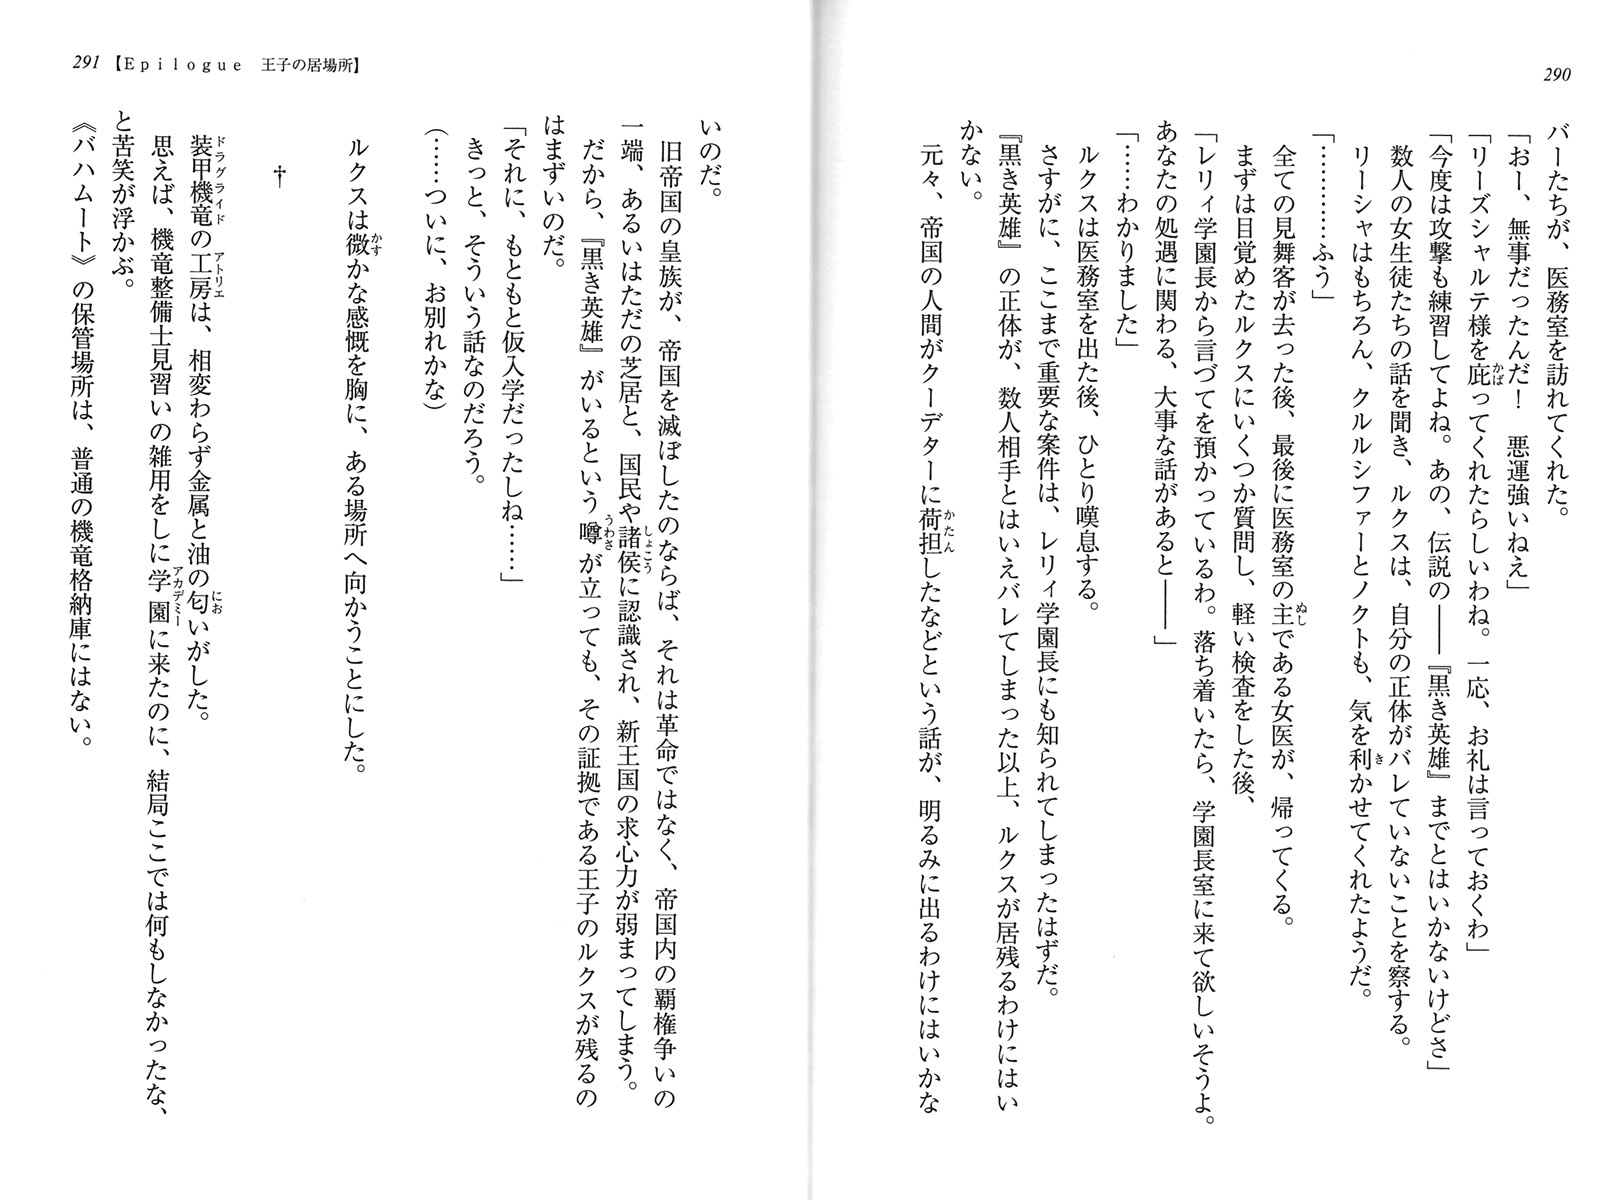 290
バーたちが、医務室を訪れてくれた。
「おー、無事だったんだ！　悪運強いねえ」
「リーズシャルテ様を庇ってくれたらしいわね。一応、お礼は言っておくわ」
「今度は攻撃も練習してよね。あの、伝説の――『黒き英雄』までとはいかないけどさ」
数人の女生徒たちの話を聞き、ルクスは、自分の正体がバレていないことを察する。
リーシャはもちろん、クルルシファーとノクトも、気を利かせてくれたようだ。
「…………ふう」
全ての見舞客が去った後、最後に医務室の主である女医が、帰ってくる。
まずは目覚めたルクスにいくつか質問し、軽い検査をした後、
「レリィ学園長から言づてを預かっているわ。落ち着いたら、学園長室に来て欲しいそうよ。
あなたの処遇に関わる、大事な話があると――」
「……わかりました」
ルクスは医務室を出た後、ひとり嘆息する。
さすがに、ここまで重要な案件は、レリィ学園長にも知られてしまったはずだ。
『黒き英雄』の正体が、数人相手とはいえバレてしまった以上、ルクスが居残るわけにはい
かない。
元々、帝国の人間がクーデターに荷担したなどという話が、明るみに出るわけにはいかな
291【Epilogue　王子の居場所】
いのだ。
旧帝国の皇族が、帝国を滅ぼしたのならば、それは革命ではなく、帝国内の覇権争いの
一端、あるいはただの芝居と、国民や諸侯に認識され、新王国の求心力が弱まってしまう。
だから、『黒き英雄』がいるという噂が立っても、その証拠である王子のルクスが残るの
はまずいのだ。
「それに、もともと仮入学だったしね……」
きっと、そういう話なのだろう。
（……ついに、お別れかな）
ルクスは微かな感慨を胸に、ある場所へ向かうことにした。
†
装甲機竜の工房は、相変わらず金属と油の匂いがした。
思えば、機竜整備士見習いの雑用をしに学園に来たのに、結局ここでは何もしなかったな、
と苦笑が浮かぶ。
《バハムート》の保管場所は、普通の機竜格納庫にはない。